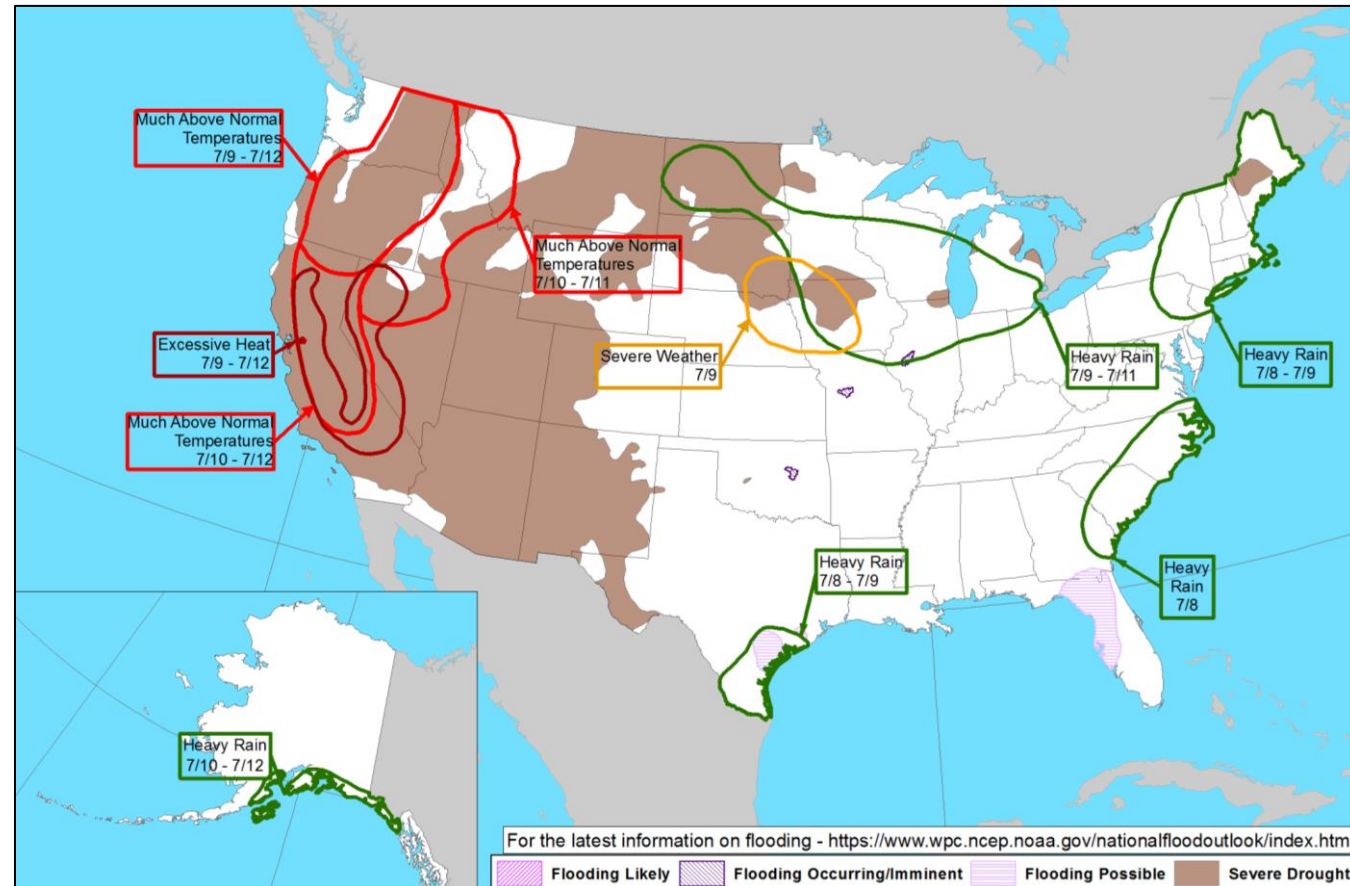 Much Above Normal
Temperatures
7/9 - 7/12
Much Above Normal
Temperatures
7/10 - 7/11
Excessive Heat
7/9 - 7/12
Much Above Normal
Temperatures
7/10 - 7/12
Severe Weather
7/9
Heavy Rain
7/9 - 7/11
Heavy Rain
7/8 - 7/9
Heavy Rain
7/8 - 7/9
Heavy
Rain
7/8
Heavy Rain
7/10 - 7/12
For the latest information on flooding - https://www.wpc.ncep.noaa.gov/nationalfloodoutlook/index.htm
Flooding Likely Flooding Occurring/Imminent Flooding Possible Severe Drought